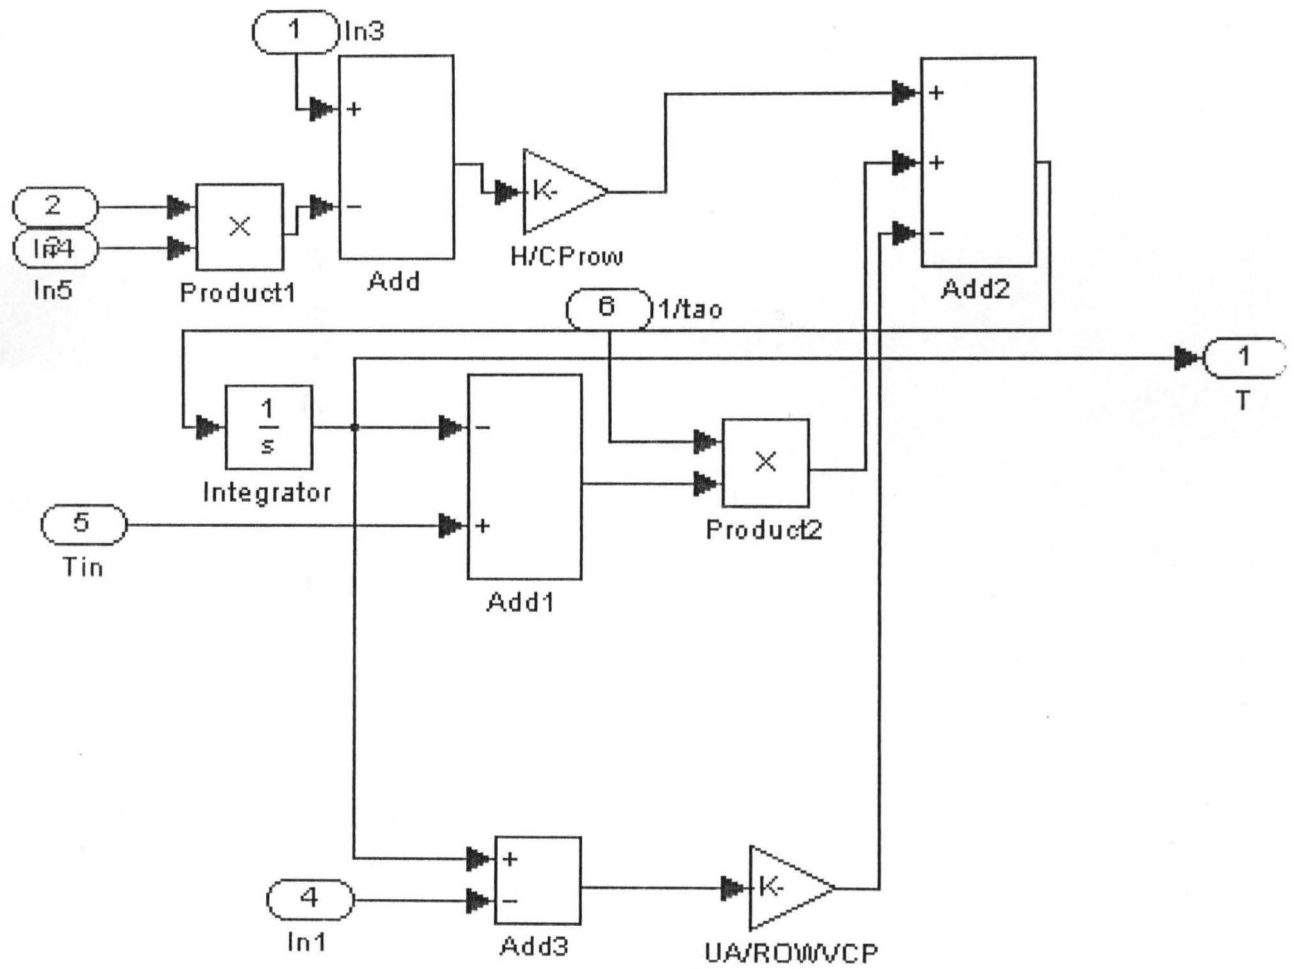 1 In3
+
+
2
×
−
K-
+
In4
−
In5
Product1
Add
H/CProw
Add2
6 1/tao
1
T
1
s
−
×
Integrator
5
+
Product2
Tin
Add1
+
4
−
K-
In1
Add3
UA/ROWVCP